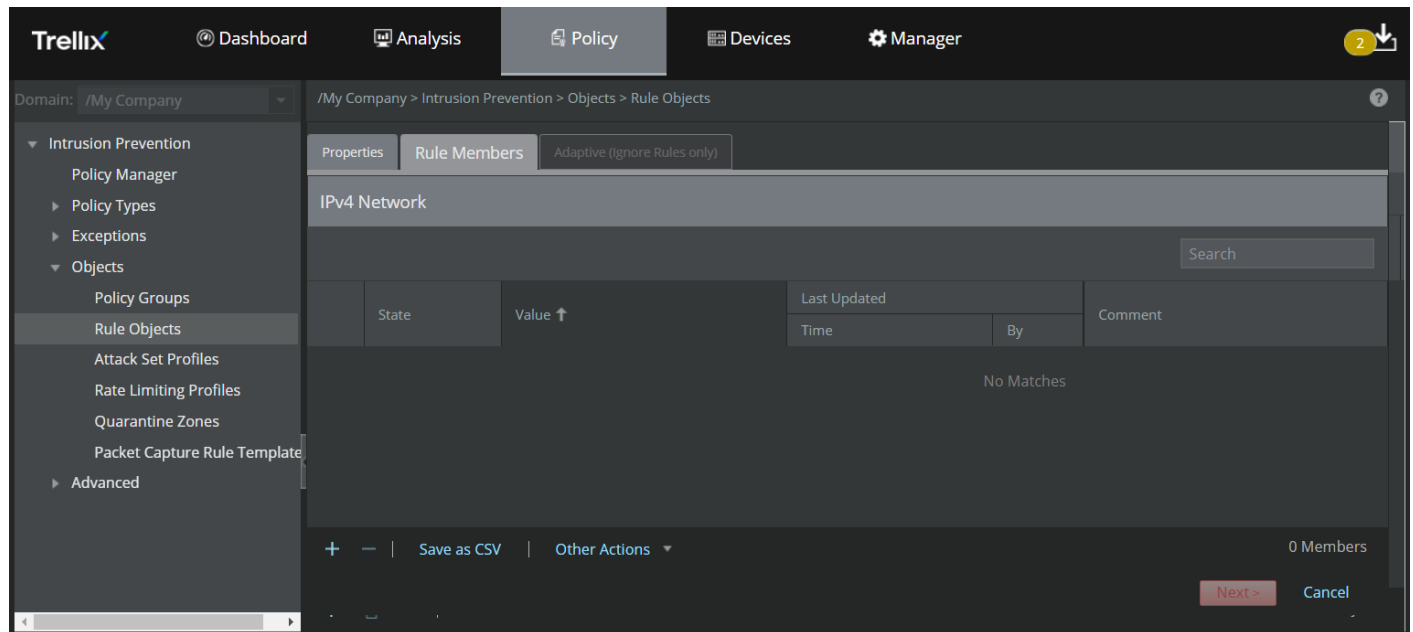 Trellix Dashboard Analysis Policy Devices Manager 2
Domain: /My Company
/My Company > Intrusion Prevention > Objects > Rule Objects ?
Intrusion Prevention
Policy Manager
Policy Types
Exceptions
Objects
Policy Groups
Rule Objects
Attack Set Profiles
Rate Limiting Profiles
Quarantine Zones
Packet Capture Rule Template
Advanced
Properties Rule Members Adaptive (Ignore Rules only)
IPv4 Network
Search
State Value Last Updated Comment
Time By
No Matches
+ − | Save as CSV | Other Actions 0 Members
Next > Cancel